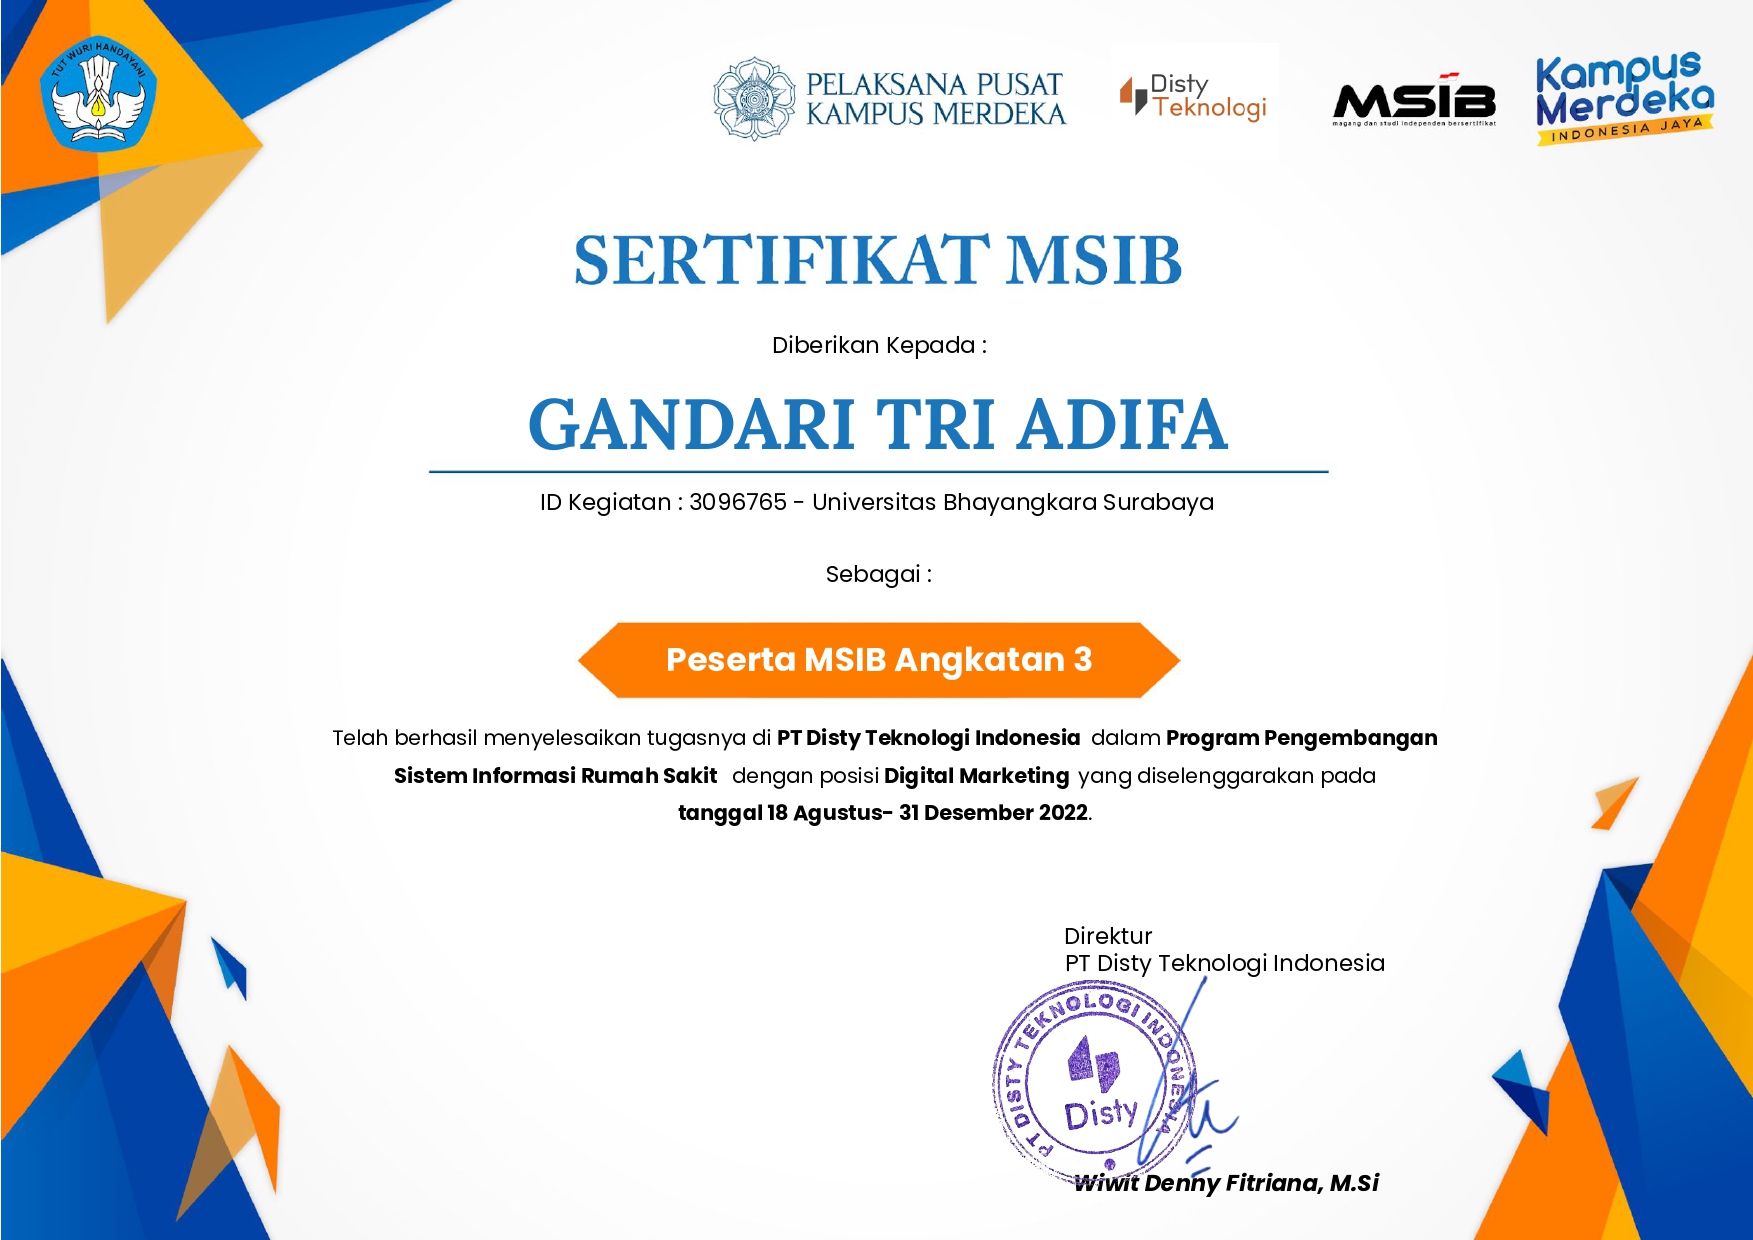 TUT WURI HANDAYANI
PELAKSANA PUSAT
KAMPUS MERDEKA
Disty
Teknologi
MSIB
magang dan studi independen bersertifikat
Kampus
Merdeka
INDONESIA JAYA
SERTIFIKAT MSIB
Diberikan Kepada :
GANDARI TRI ADIFA
ID Kegiatan : 3096765 - Universitas Bhayangkara Surabaya
Sebagai :
Peserta MSIB Angkatan 3
Telah berhasil menyelesaikan tugasnya di PT Disty Teknologi Indonesia dalam Program Pengembangan
Sistem Informasi Rumah Sakit dengan posisi Digital Marketing yang diselenggarakan pada
tanggal 18 Agustus- 31 Desember 2022.
Direktur
PT Disty Teknologi Indonesia
PT DISTY TEKNOLOGI INDONESIA
Disty
Wiwit Denny Fitriana, M.Si